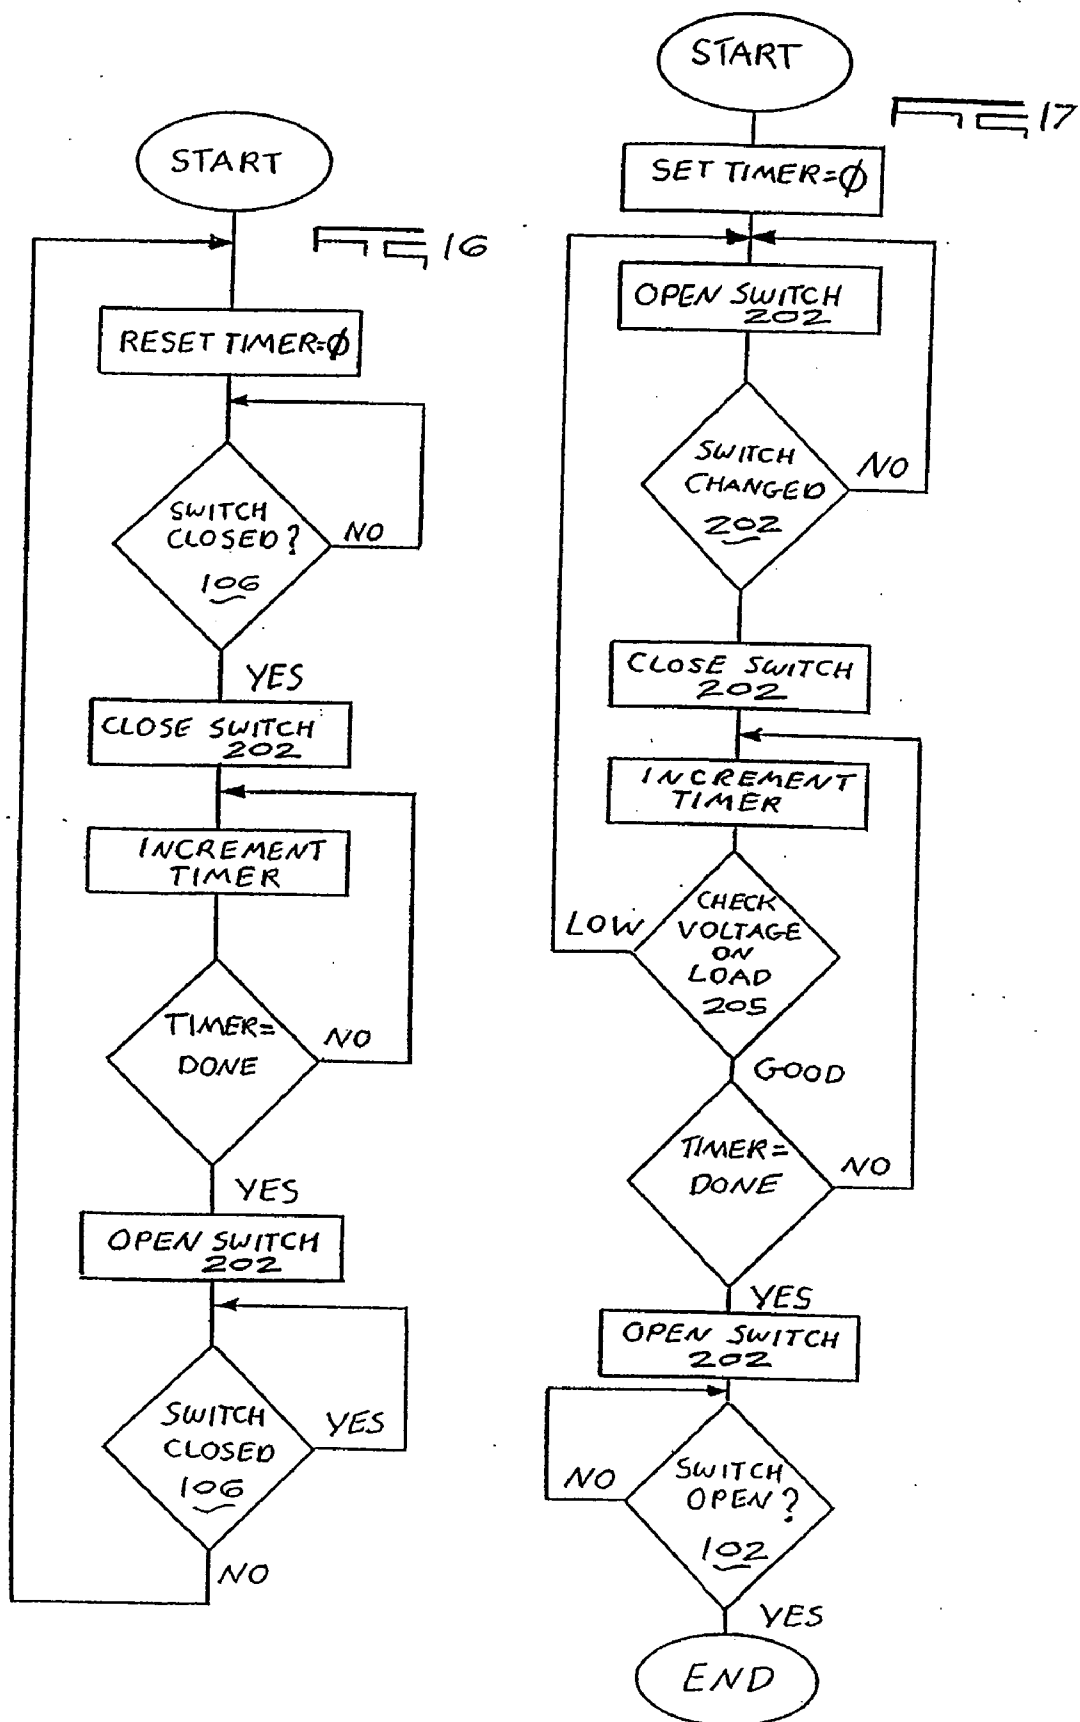 START
FIG 16
RESET TIMER=Ø
SWITCH
CLOSED?
106
NO
YES
CLOSE SWITCH
202
INCREMENT
TIMER
TIMER=
DONE
NO
YES
OPEN SWITCH
202
SWITCH
CLOSED
106
YES
NO
START
FIG 17
SET TIMER=Ø
OPEN SWITCH
202
SWITCH
CHANGED
202
NO
CLOSE SWITCH
202
INCREMENT
TIMER
CHECK
VOLTAGE
ON
LOAD
205
LOW
GOOD
TIMER=
DONE
NO
YES
OPEN SWITCH
202
SWITCH
OPEN?
102
NO
YES
END